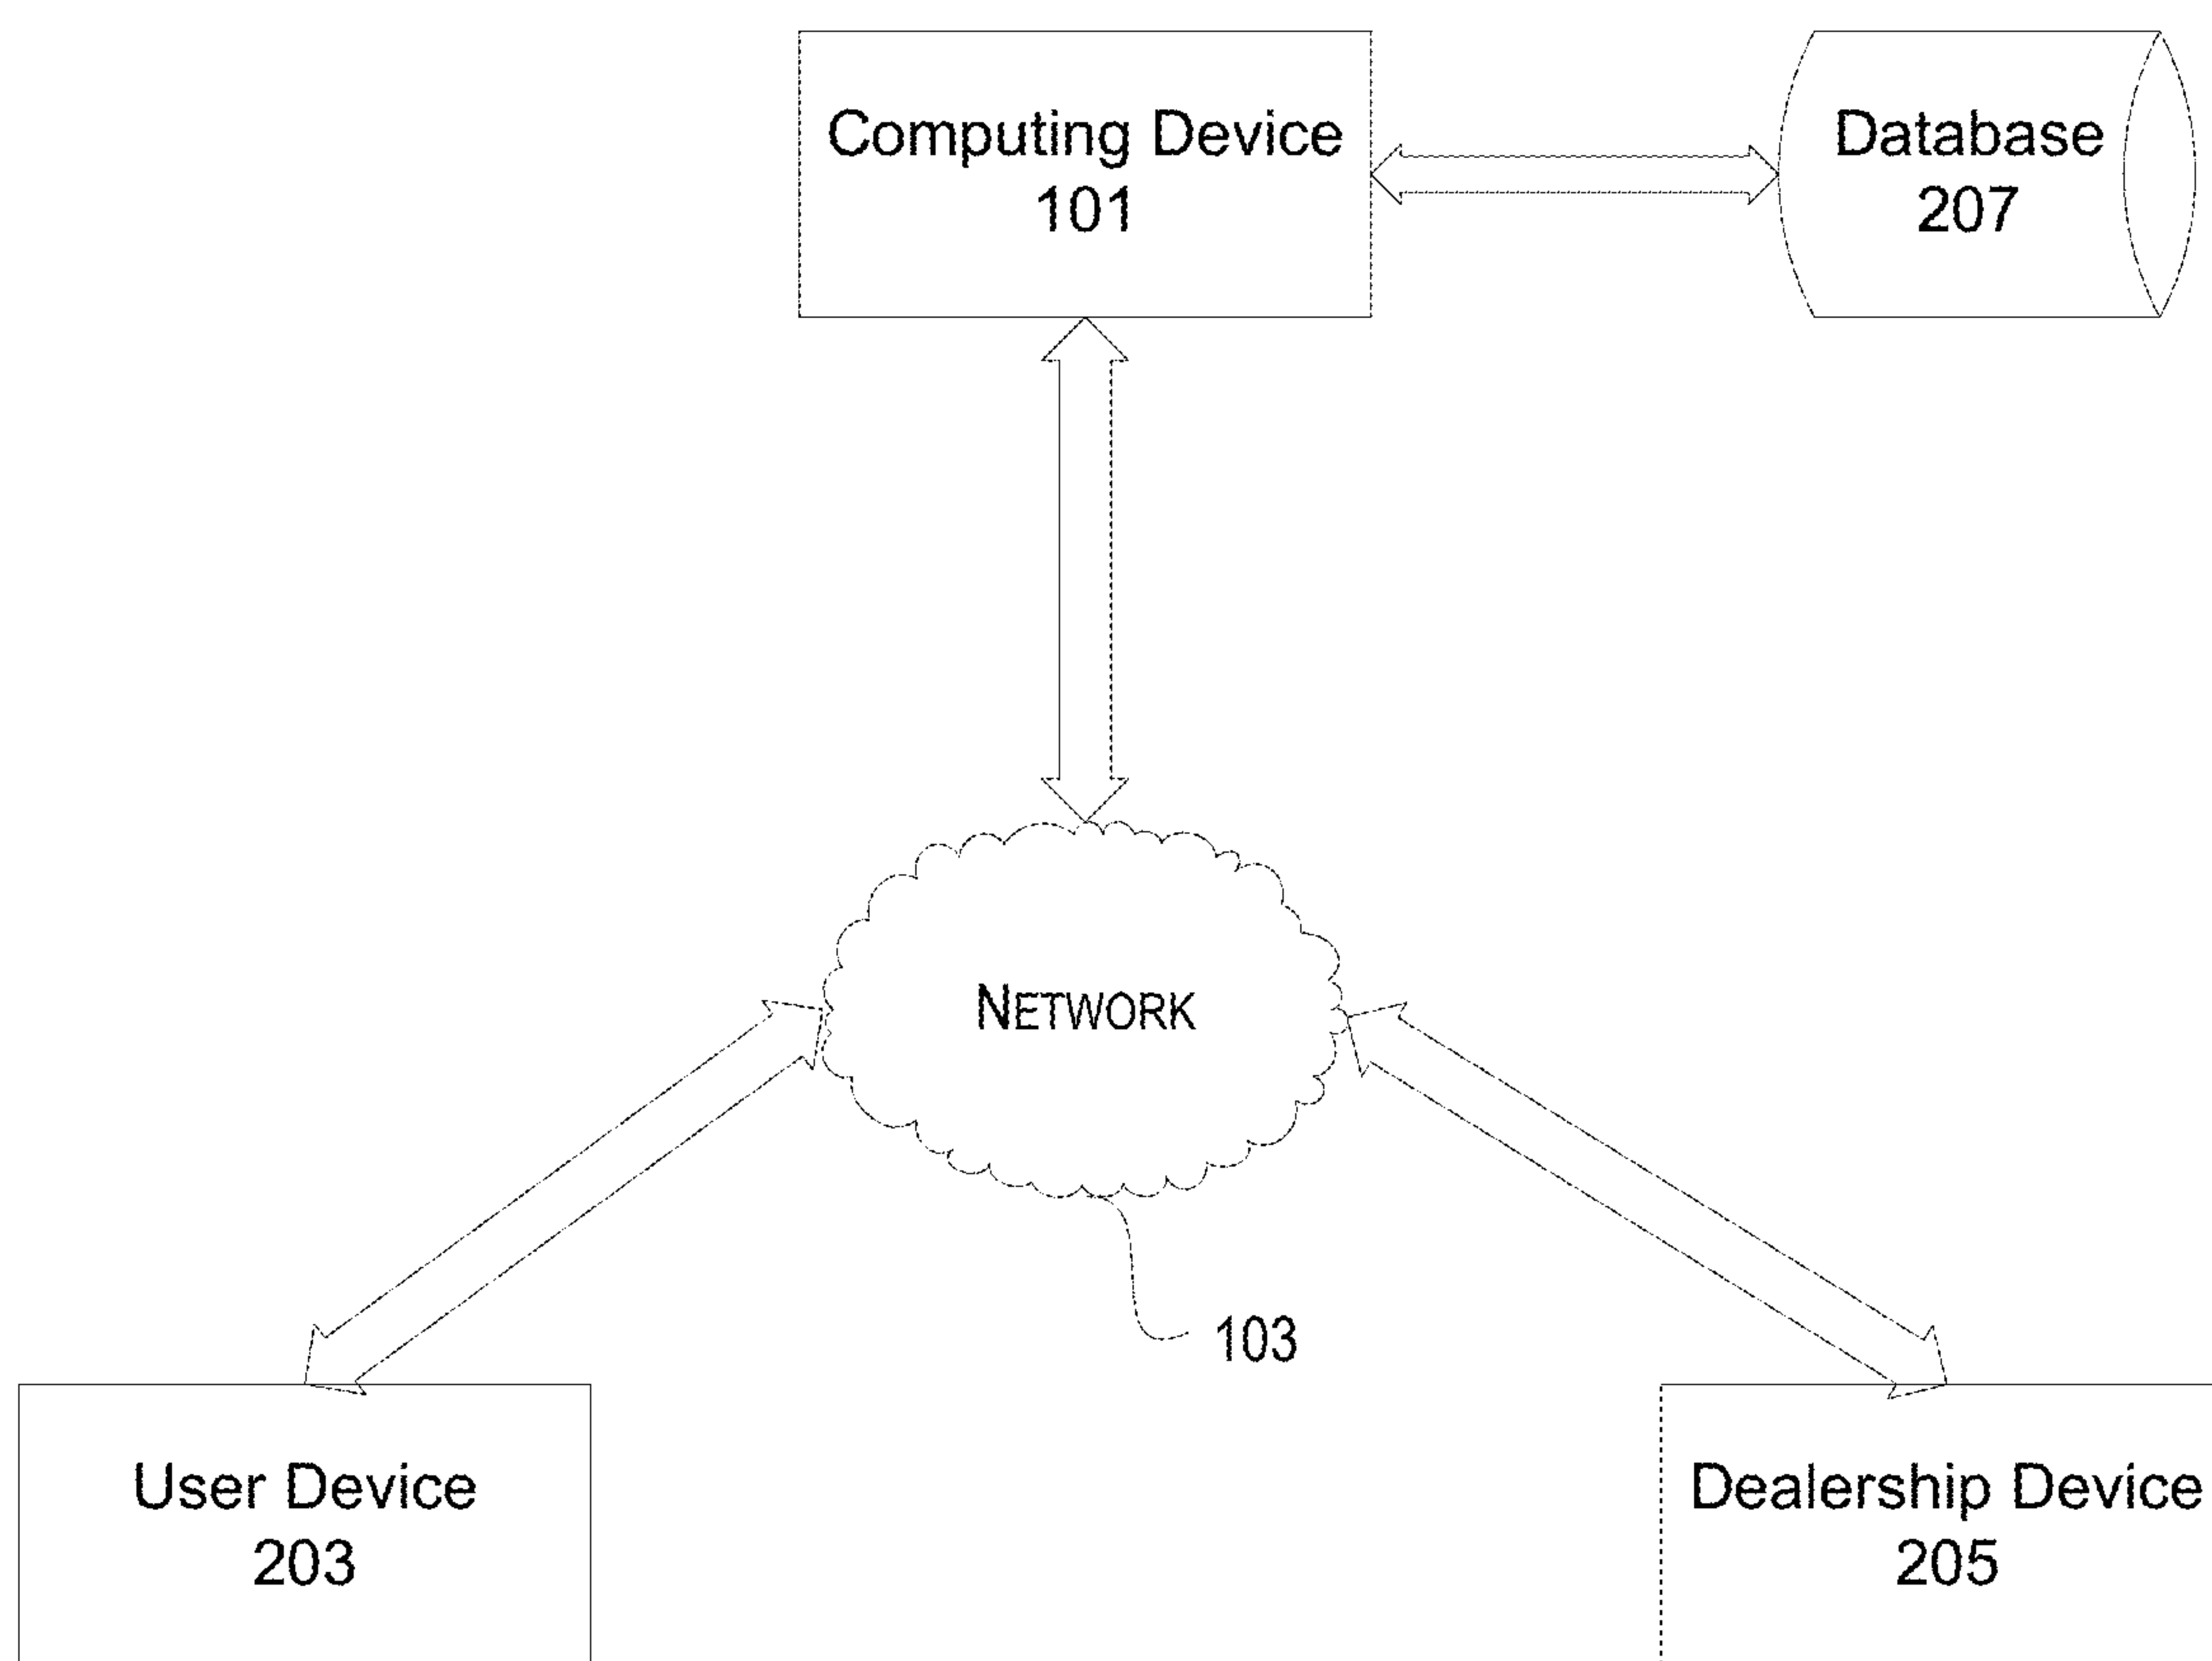 Computing Device
101
Database
207
NETWORK
103
User Device
203
Dealership Device
205